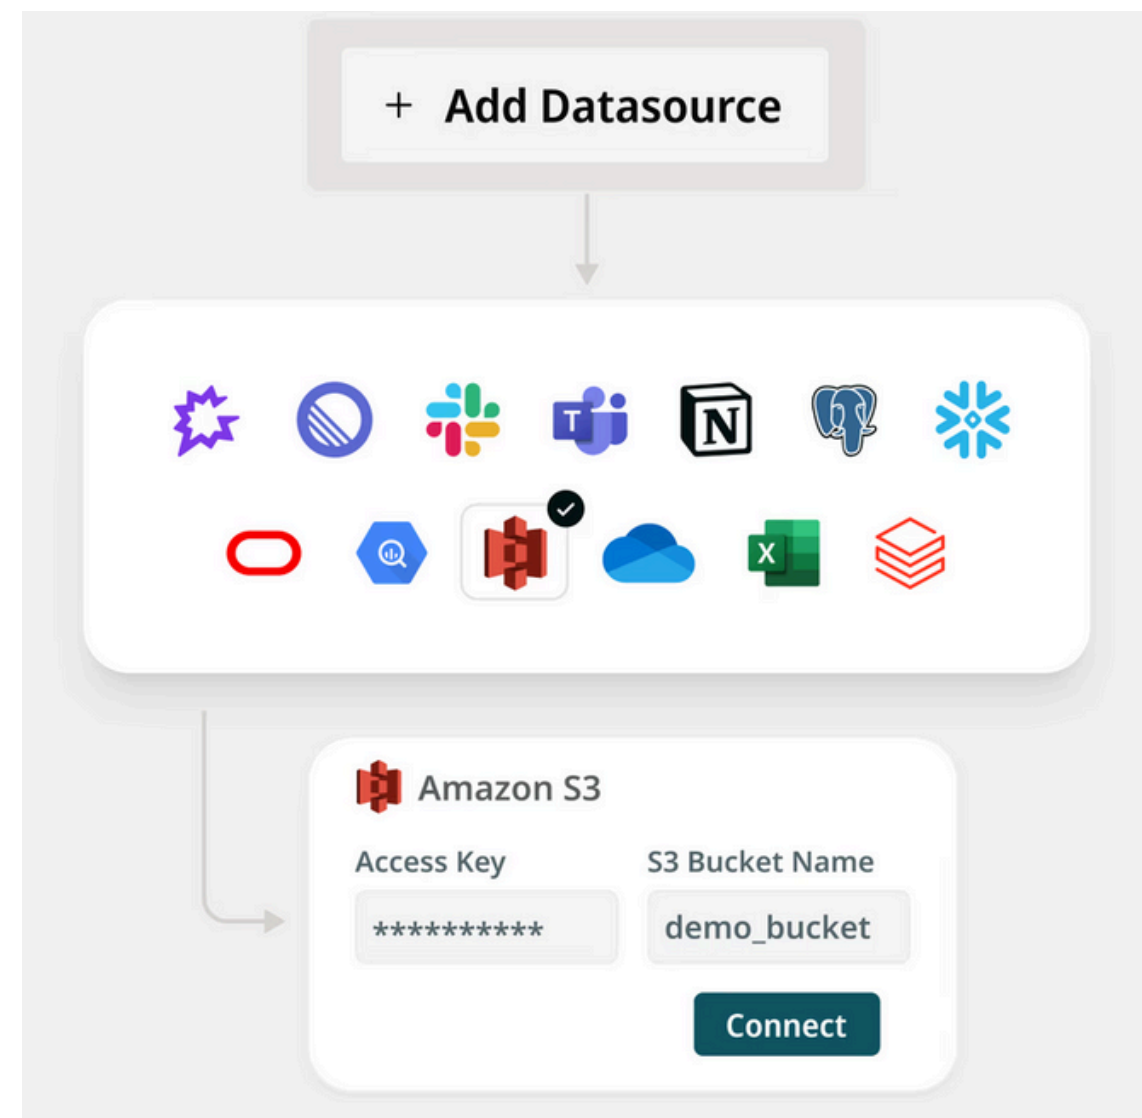 + Add Datasource
T
N
X
Amazon S3
Access Key
S3 Bucket Name
**********
demo_bucket
Connect